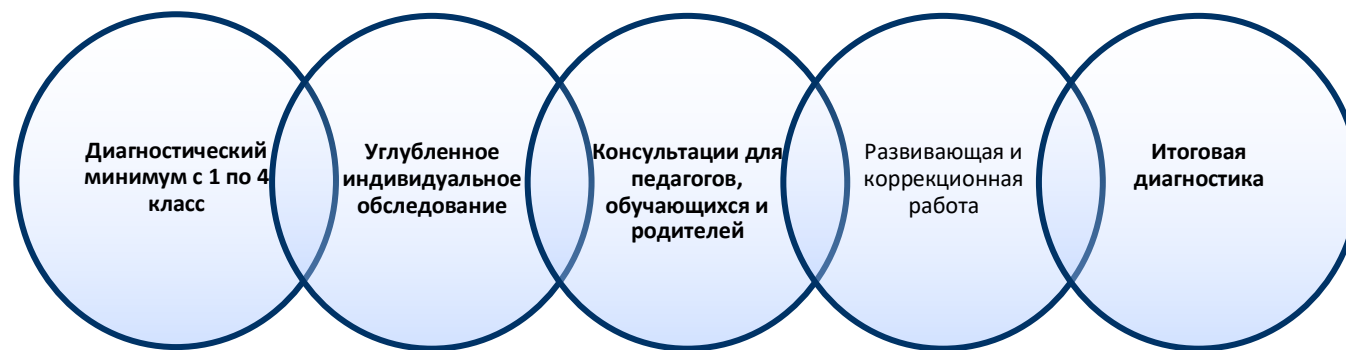 Диагностический
минимум с 1 по 4
класс
Углубленное
индивидуальное
обследование
Консультации для
педагогов,
обучающихся и
родителей
Развивающая и
коррекционная
работа
Итоговая
диагностика